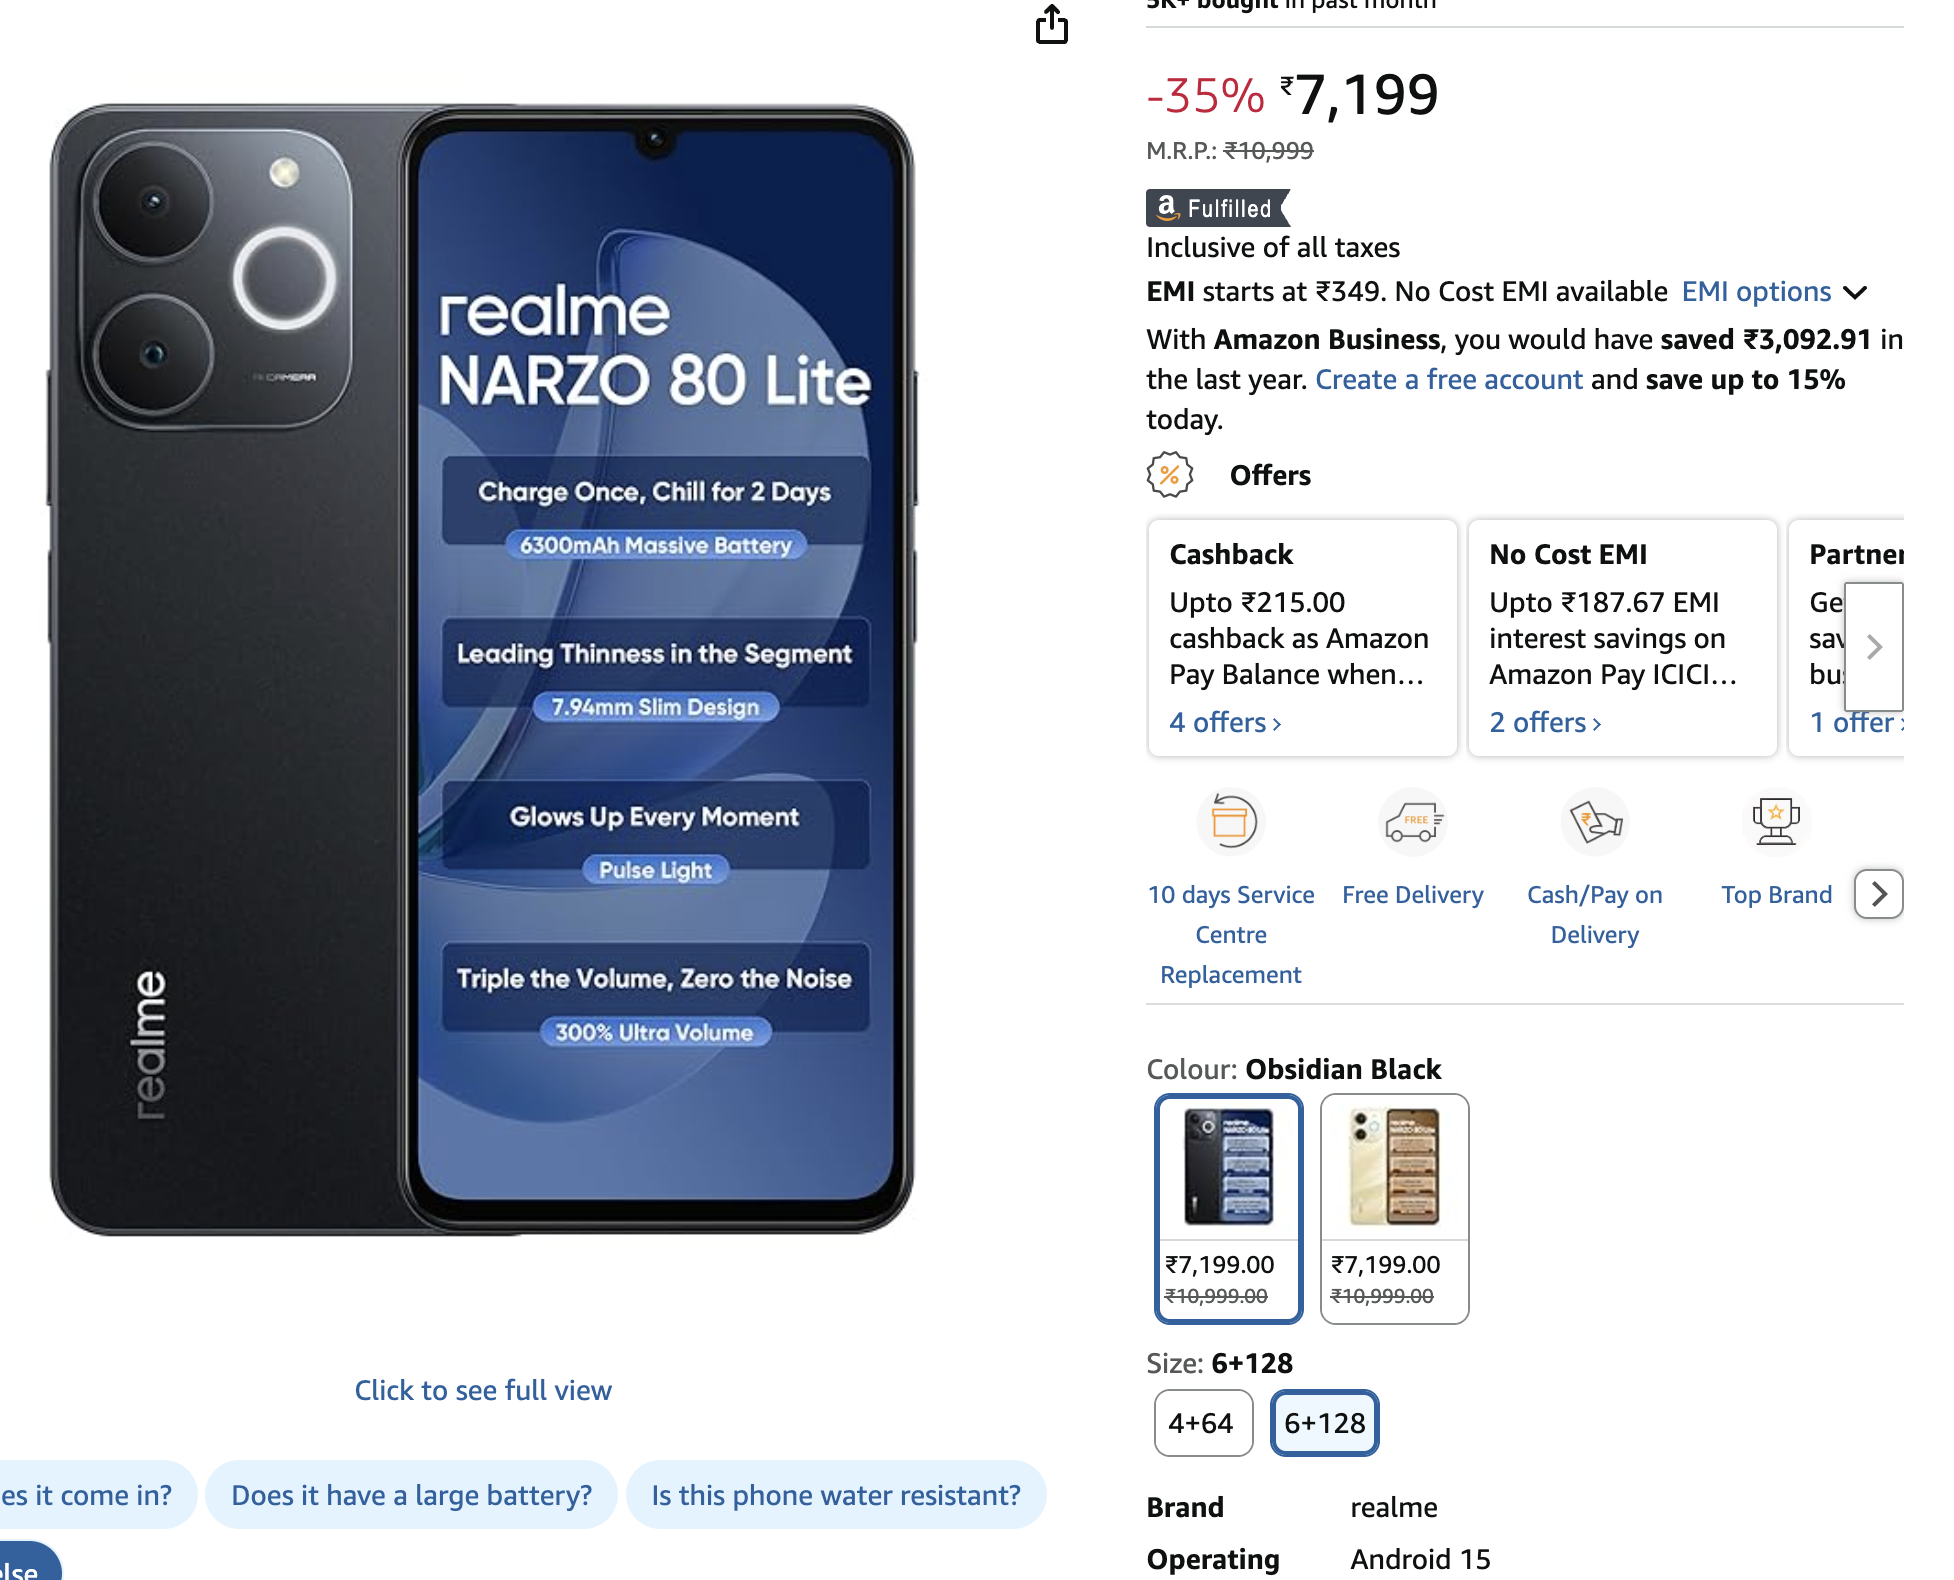 5K+ bought in past month
-35% ₹7,199
M.R.P.: ₹10,999
a Fulfilled
Inclusive of all taxes
EMI starts at ₹349. No Cost EMI available EMI options
With Amazon Business, you would have saved ₹3,092.91 in
the last year. Create a free account and save up to 15%
today.
Offers
Cashback
Upto ₹215.00
cashback as Amazon
Pay Balance when…
4 offers ›
No Cost EMI
Upto ₹187.67 EMI
interest savings on
Amazon Pay ICICI…
2 offers ›
Partner
Ge
sav
bu
1 offer ›
FREE
10 days Service
Centre
Replacement
Free Delivery
Cash/Pay on
Delivery
Top Brand
Colour: Obsidian Black
₹7,199.00
₹10,999.00
₹7,199.00
₹10,999.00
Size: 6+128
4+64
6+128
Brand realme
Operating Android 15
AI CAMERA
realme
realme
NARZO 80 Lite
Charge Once, Chill for 2 Days
6300mAh Massive Battery
Leading Thinness in the Segment
7.94mm Slim Design
Glows Up Every Moment
Pulse Light
Triple the Volume, Zero the Noise
300% Ultra Volume
Click to see full view
es it come in?
Does it have a large battery?
Is this phone water resistant?
else